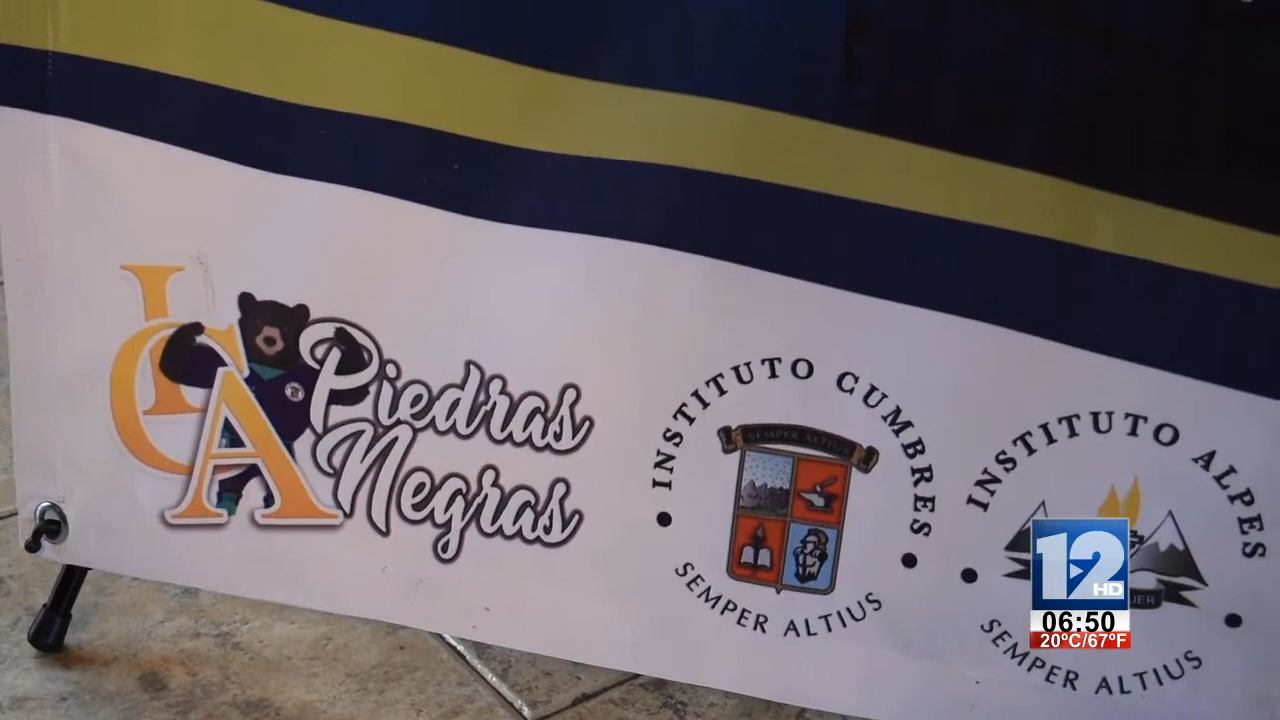 ICA
Piedras
Negras
INSTITUTO CUMBRES
SEMPER ALTIUS
SEMPER ALTIUS
INSTITUTO ALPES
SEMPER ALTIUS
12
HD
06:50
20°C/67°F